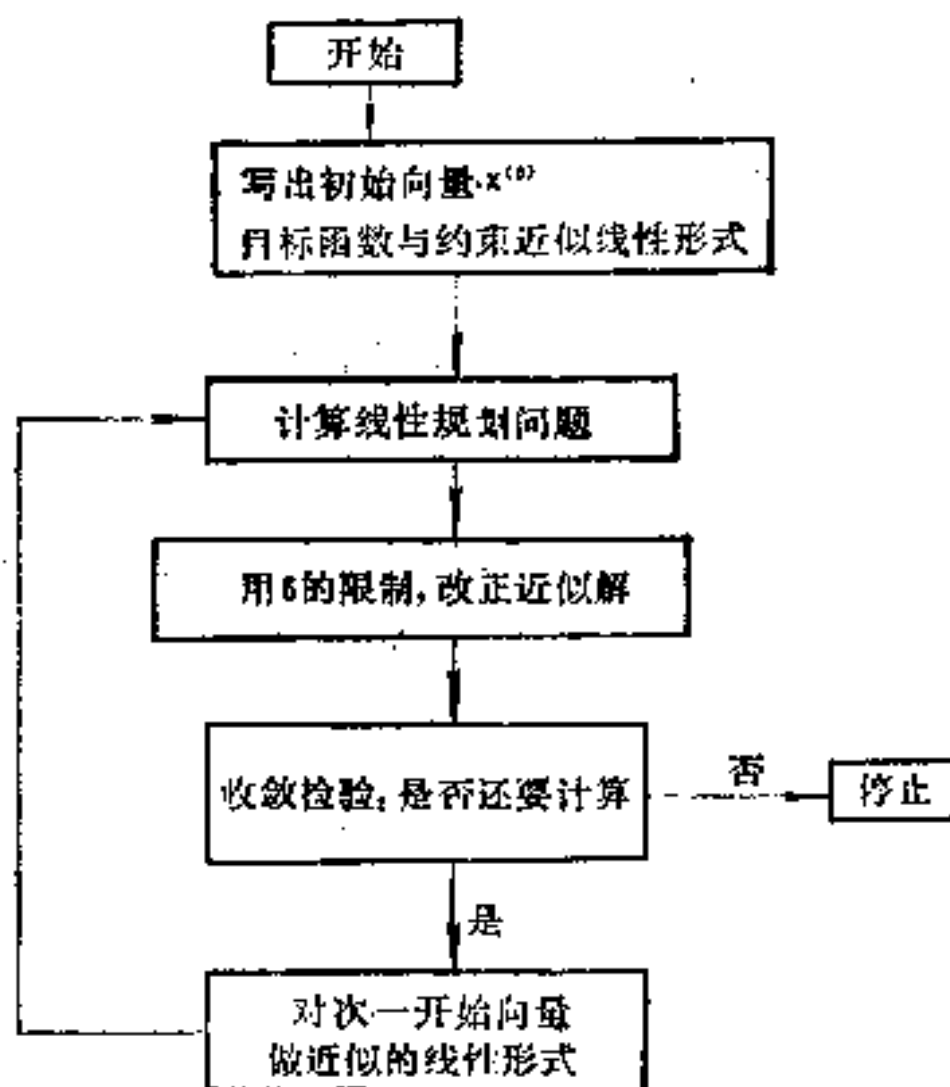 开始
写出初始向量·x⁽⁰⁾
目标函数与约束近似线性形式
计算线性规划问题
用δ的限制,改正近似解
收敛检验,是否还要计算
否
停止
是
对次一开始向量
做近似的线性形式